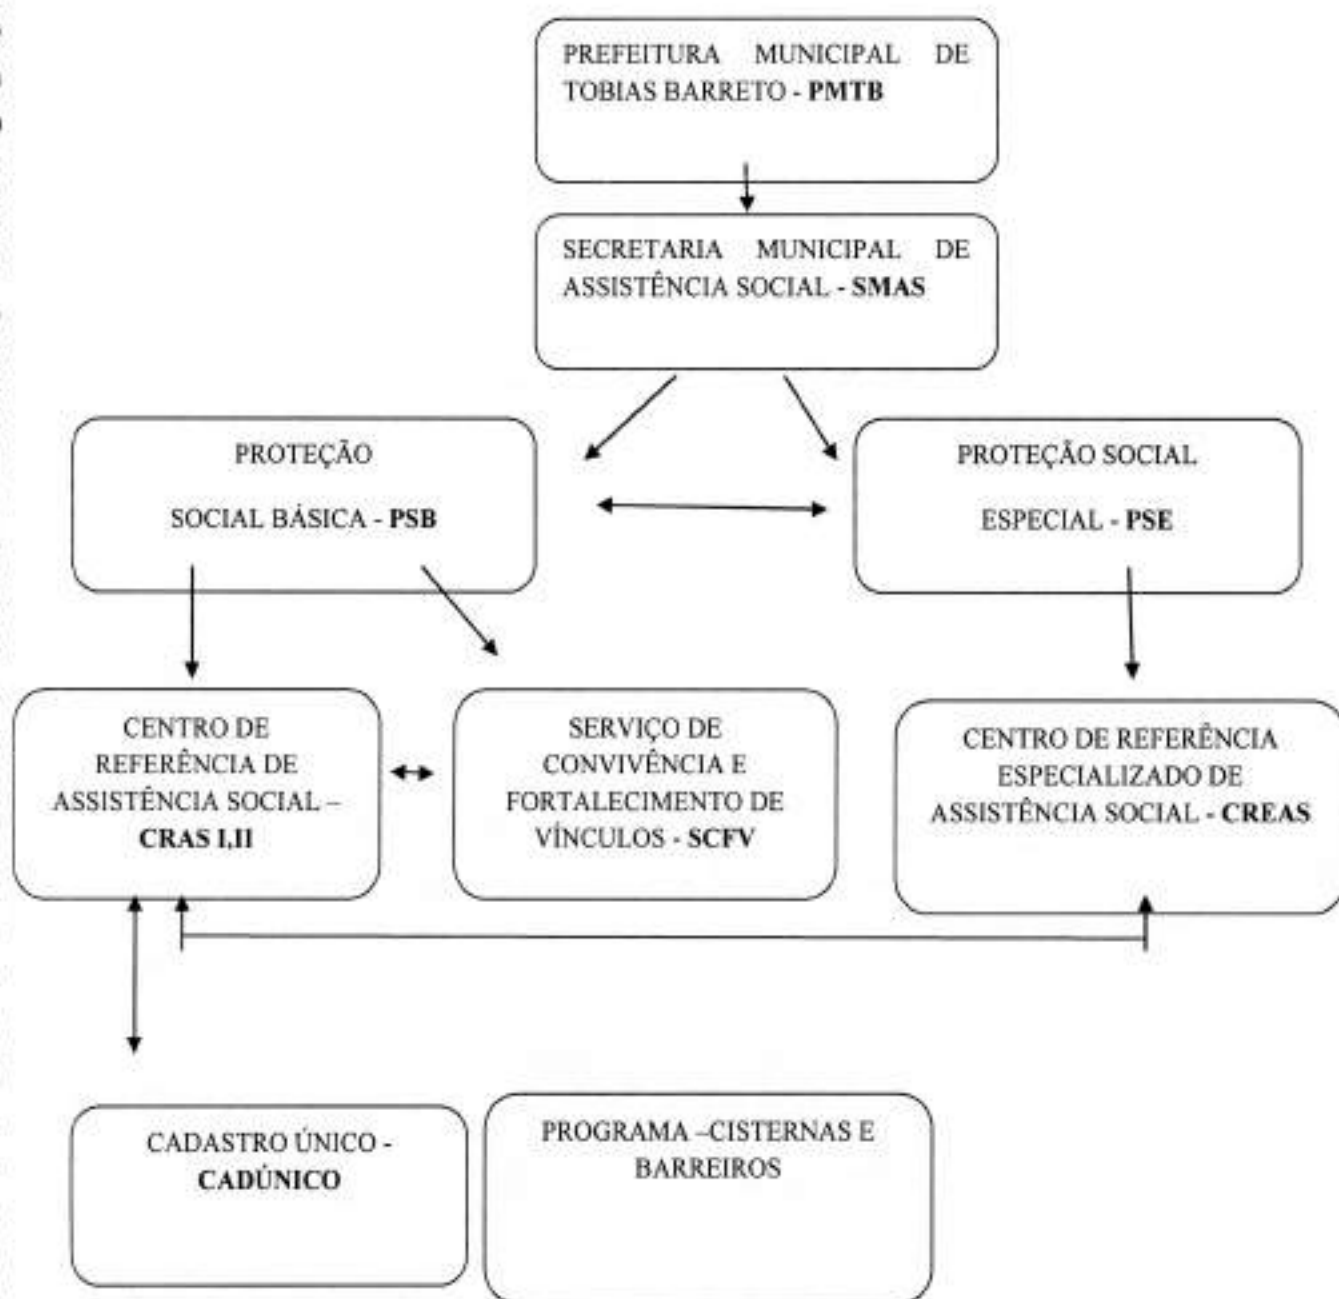 PREFEITURA MUNICIPAL DE
TOBIAS BARRETO - PMTB
SECRETARIA MUNICIPAL DE
ASSISTÊNCIA SOCIAL - SMAS
PROTEÇÃO
SOCIAL BÁSICA - PSB
PROTEÇÃO SOCIAL
ESPECIAL - PSE
CENTRO DE
REFERÊNCIA DE
ASSISTÊNCIA SOCIAL –
CRAS I,II
SERVIÇO DE
CONVIVÊNCIA E
FORTALECIMENTO DE
VÍNCULOS - SCFV
CENTRO DE REFERÊNCIA
ESPECIALIZADO DE
ASSISTÊNCIA SOCIAL - CREAS
CADASTRO ÚNICO -
CADÚNICO
PROGRAMA –CISTERNAS E
BARREIROS